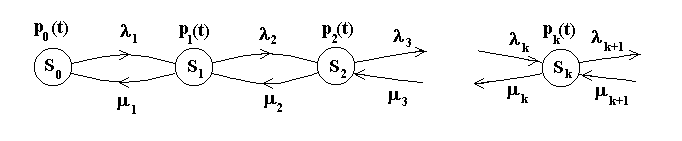 p₀(t) λ₁ p₁(t) λ₂ p₂(t) λ₃ λₖ pₖ(t) λₖ₊₁
S₀ S₁ S₂ Sₖ
μ₁ μ₂ μ₃ μₖ μₖ₊₁